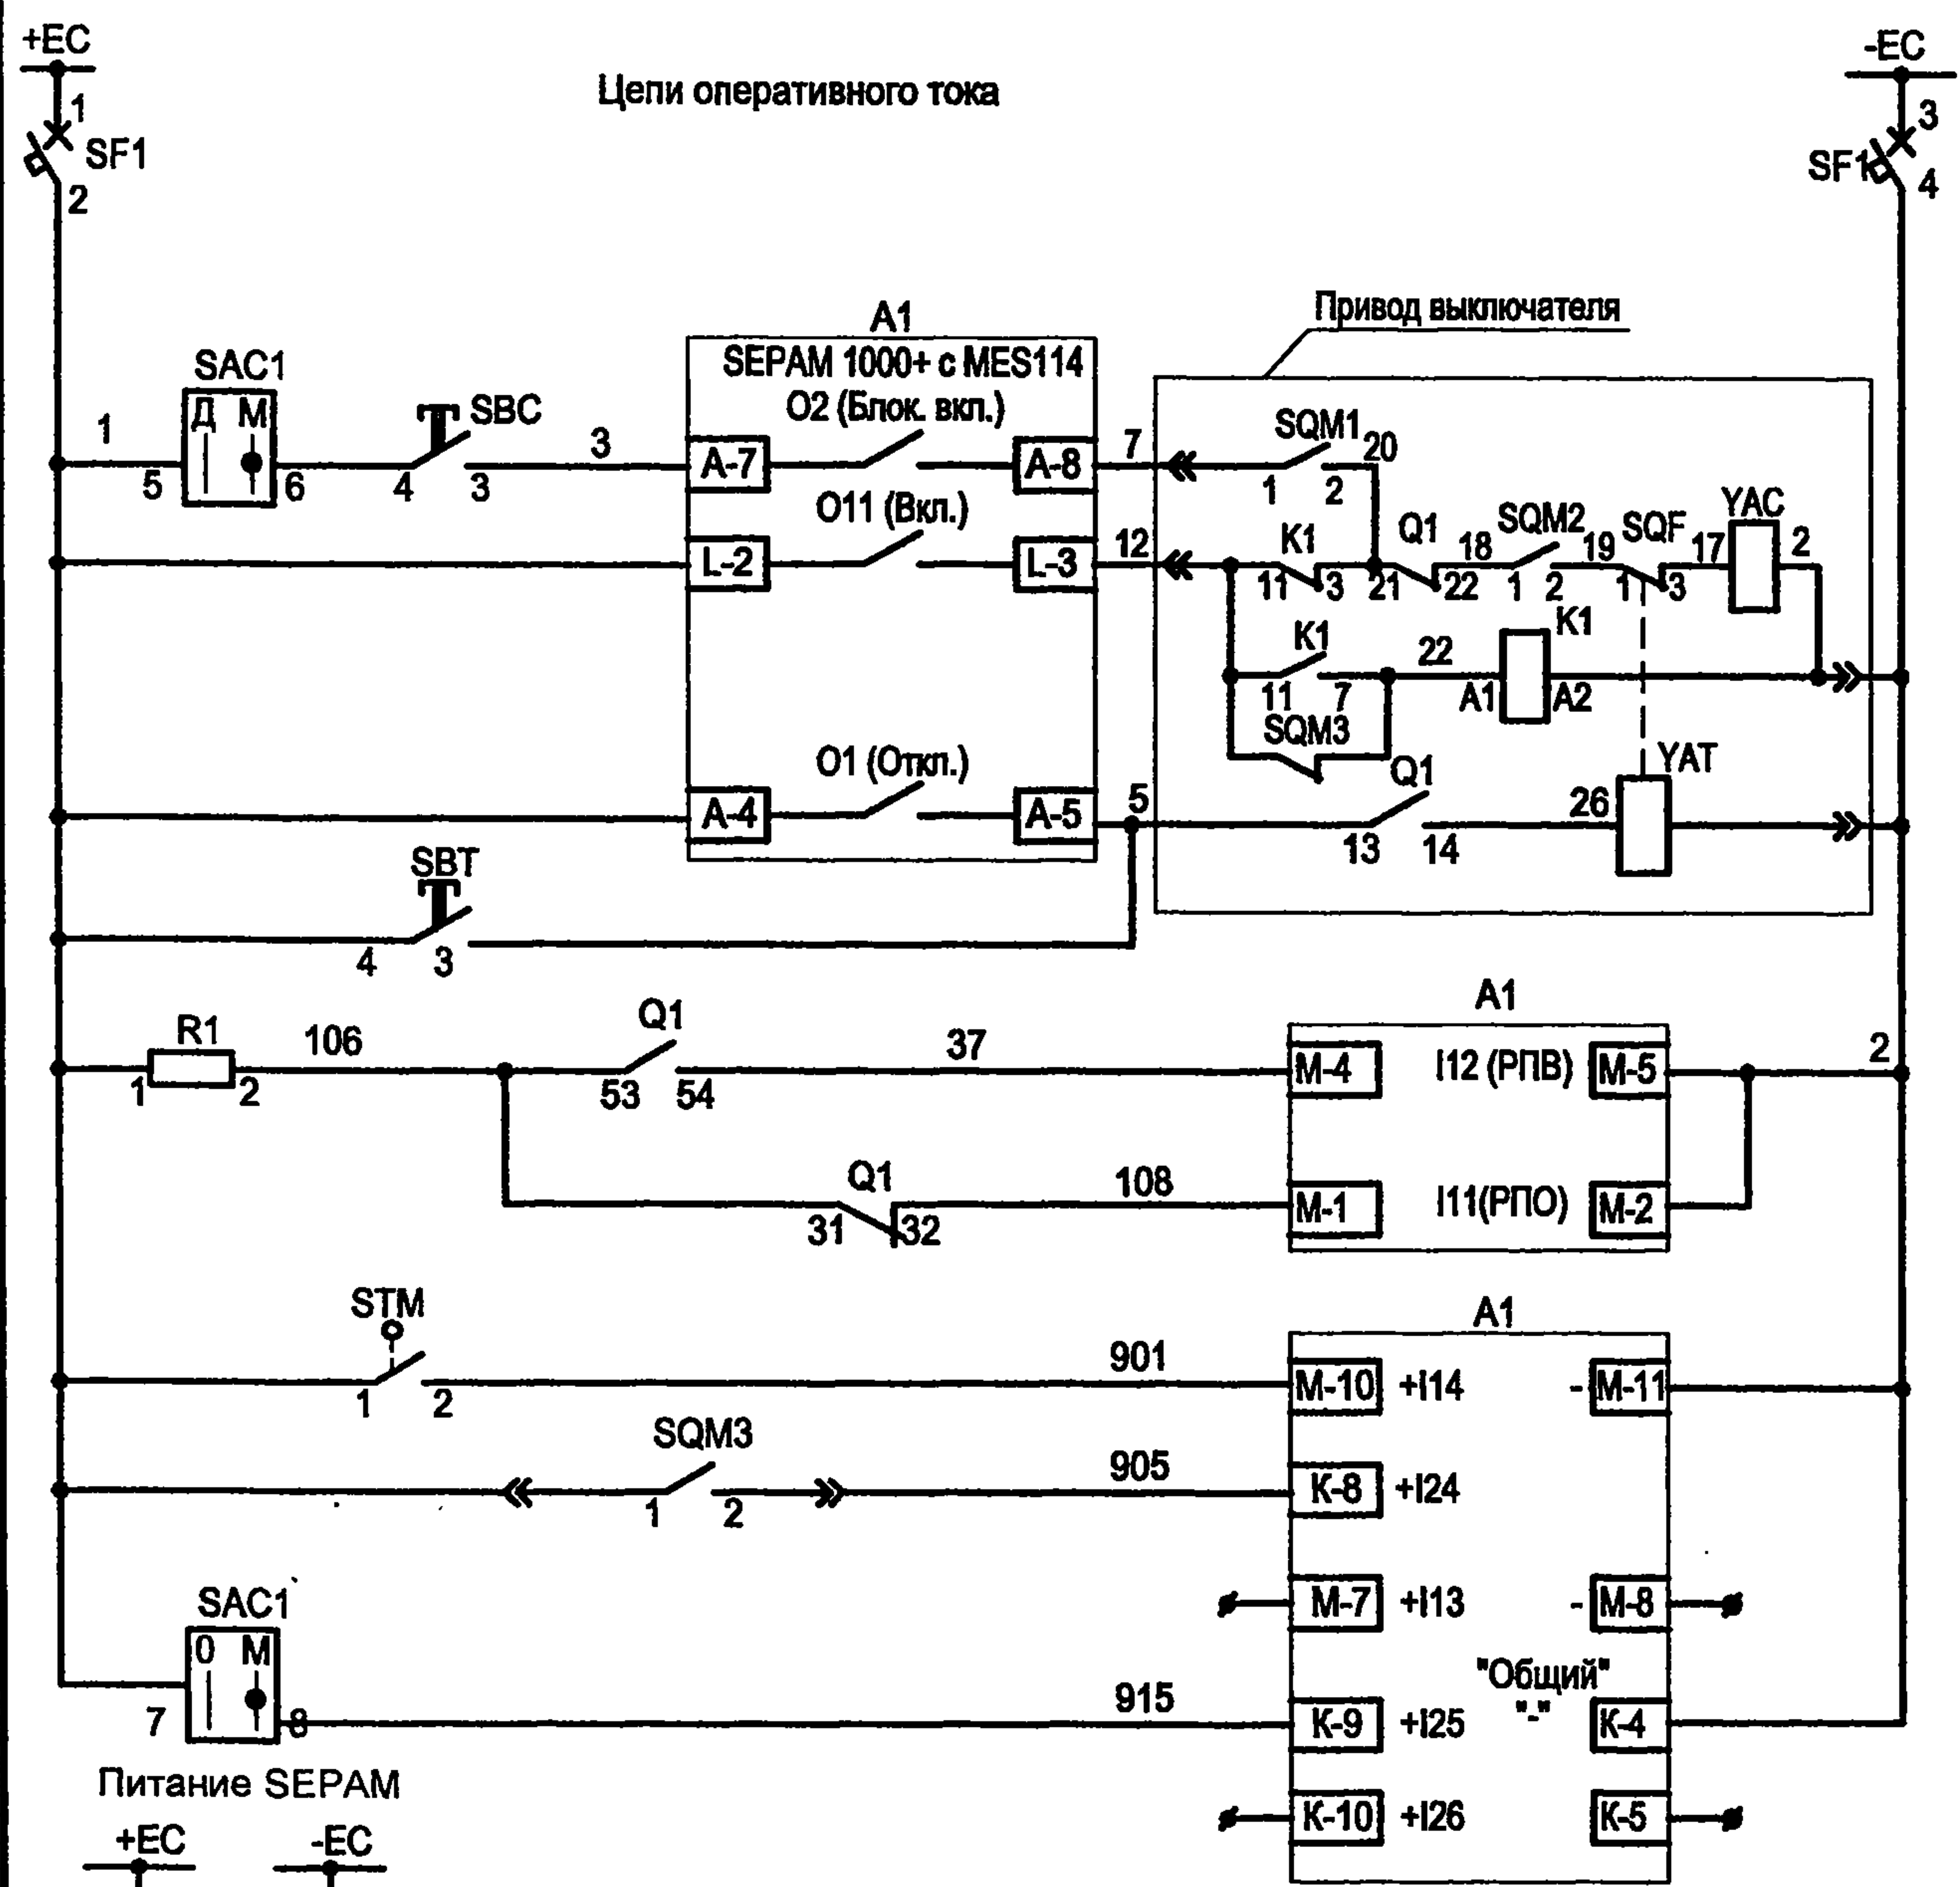 +EC
-EC
Цепи оперативного тока
1
SF1
2
3
SF1
4
Привод выключателя
A1
SEPAM 1000+ с MES114
O2 (Блок. вкл.)
SAC1
Д М
1
5
6
SBC
4
3
3
A-7
A-8
7
SQM1
20
1
2
O11 (Вкл.)
L-2
L-3
12
K1
11
3
Q1
21
22
18
SQM2
1
2
19
SQF
1
3
17
YAC
2
K1
11
7
22
K1
A1
A2
SQM3
O1 (Откл.)
A-4
A-5
5
Q1
13
14
26
YAT
SBT
4
3
R1
1
2
106
Q1
53
54
37
A1
M-4
I12 (РПВ)
M-5
2
Q1
31
32
108
M-1
I11(РПО)
M-2
STM
1
2
901
A1
M-10
+I14
-
M-11
SQM3
1
2
905
K-8
+I24
M-7
+I13
-
M-8
SAC1
0 М
7
8
915
"Общий"
"-"
K-9
+I25
K-4
K-10
+I26
K-5
Питание SEPAM
+EC
-EC